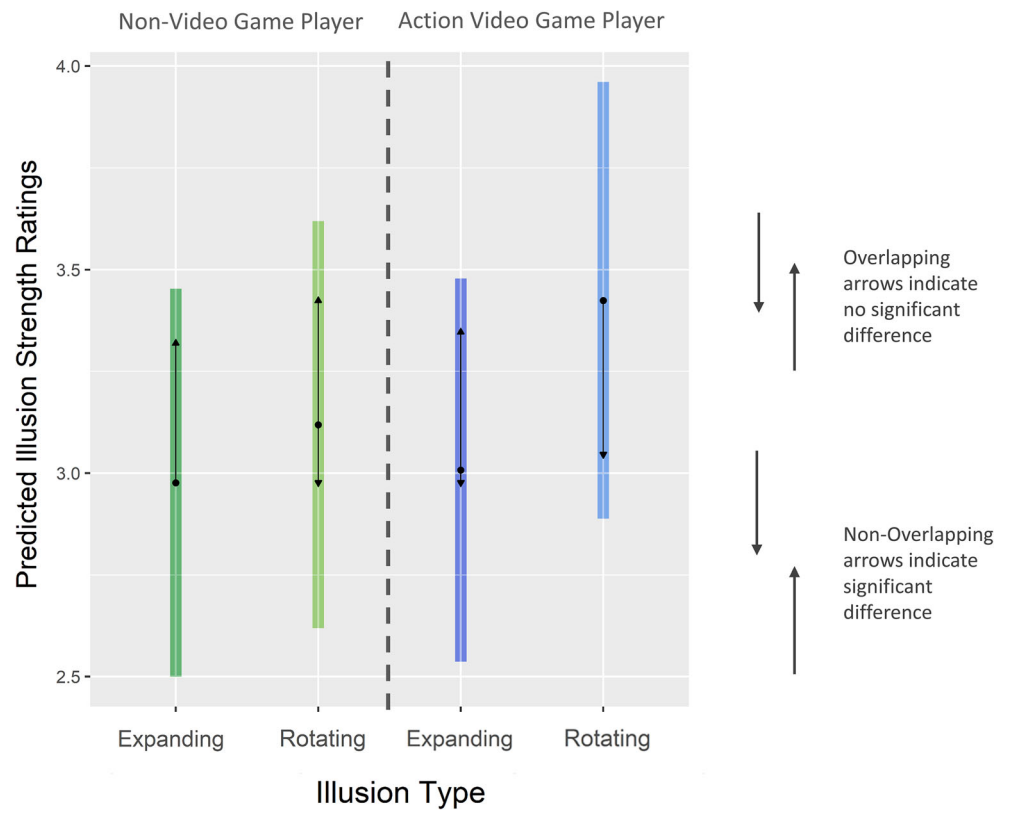 Non-Video Game Player
Action Video Game Player
Predicted Illusion Strength Ratings
4.0
3.5
3.0
2.5
Expanding
Rotating
Expanding
Rotating
Illusion Type
Overlapping
arrows indicate
no significant
difference
Non-Overlapping
arrows indicate
significant
difference